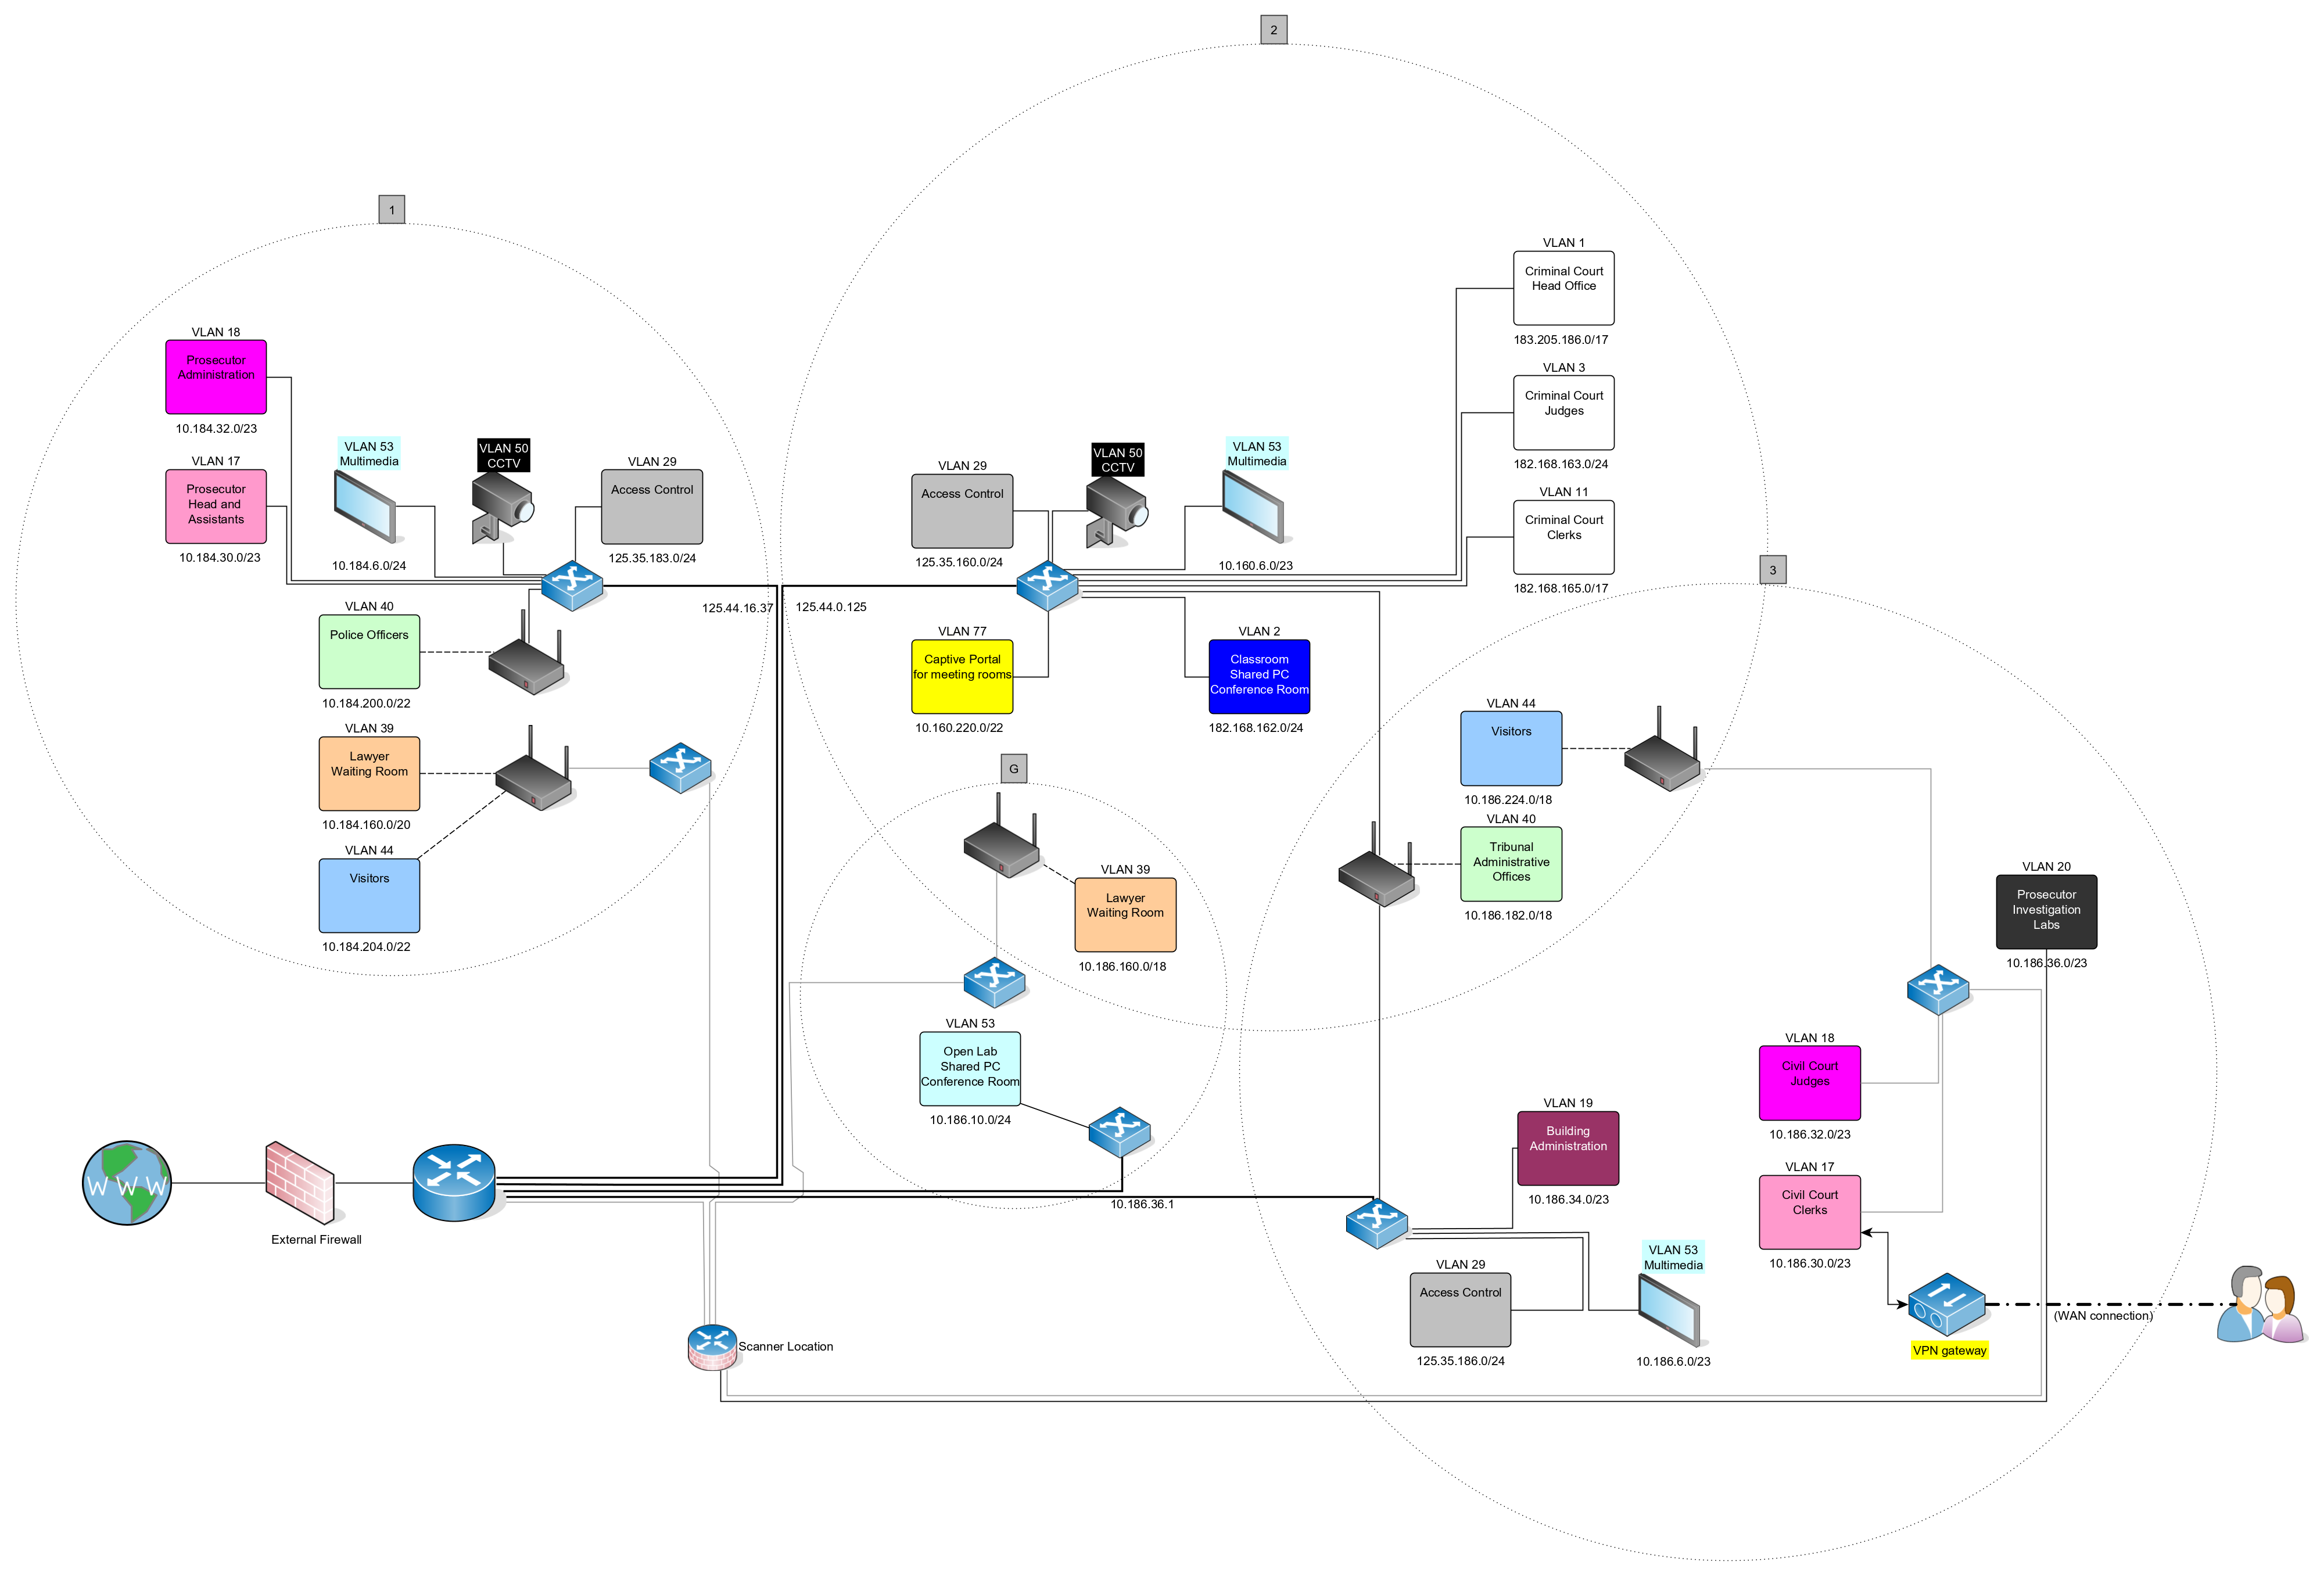 2
1
VLAN 1
Criminal Court
Head Office
183.205.186.0/17
VLAN 18
Prosecutor
Administration
10.184.32.0/23
VLAN 3
Criminal Court
Judges
182.168.163.0/24
VLAN 17
Prosecutor
Head and
Assistants
10.184.30.0/23
VLAN 53
Multimedia
10.184.6.0/24
VLAN 50
CCTV
VLAN 29
Access Control
125.35.183.0/24
VLAN 29
Access Control
125.35.160.0/24
VLAN 50
CCTV
VLAN 53
Multimedia
10.160.6.0/23
VLAN 11
Criminal Court
Clerks
182.168.165.0/17
3
VLAN 40
Police Officers
10.184.200.0/22
125.44.16.37
125.44.0.125
VLAN 77
Captive Portal
for meeting rooms
10.160.220.0/22
VLAN 2
Classroom
Shared PC
Conference Room
182.168.162.0/24
VLAN 39
Lawyer
Waiting Room
10.184.160.0/20
VLAN 44
Visitors
10.184.204.0/22
G
VLAN 44
Visitors
10.186.224.0/18
VLAN 40
Tribunal
Administrative
Offices
10.186.182.0/18
VLAN 39
Lawyer
Waiting Room
10.186.160.0/18
VLAN 20
Prosecutor
Investigation
Labs
10.186.36.0/23
VLAN 53
Open Lab
Shared PC
Conference Room
10.186.10.0/24
VLAN 18
Civil Court
Judges
10.186.32.0/23
VLAN 19
Building
Administration
10.186.34.0/23
VLAN 17
Civil Court
Clerks
10.186.30.0/23
WWW
External Firewall
10.186.36.1
VLAN 29
Access Control
125.35.186.0/24
VLAN 53
Multimedia
10.186.6.0/23
(WAN connection)
VPN gateway
Scanner Location